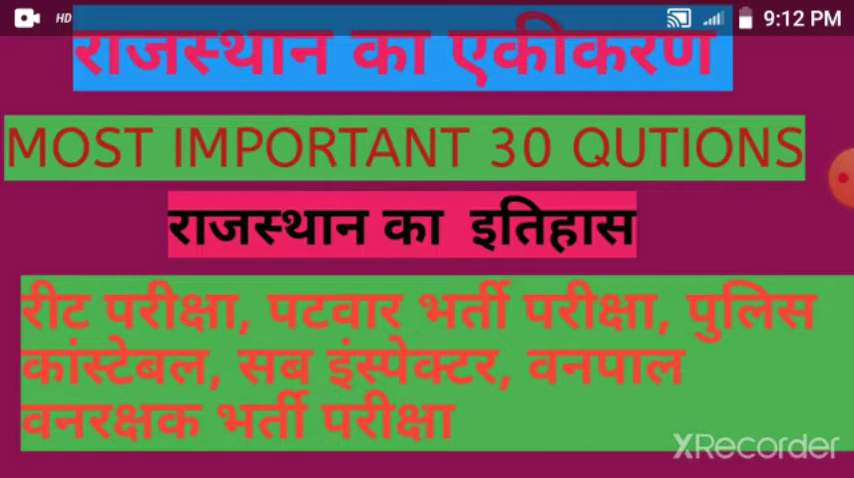 HD 9:12 PM
राजस्थान का एकीकरण
MOST IMPORTANT 30 QUTIONS
राजस्थान का इतिहास
रीट परीक्षा, पटवार भर्ती परीक्षा, पुलिस
कांस्टेबल, सब इंस्पेक्टर, वनपाल
वनरक्षक भर्ती परीक्षा
XRecorder